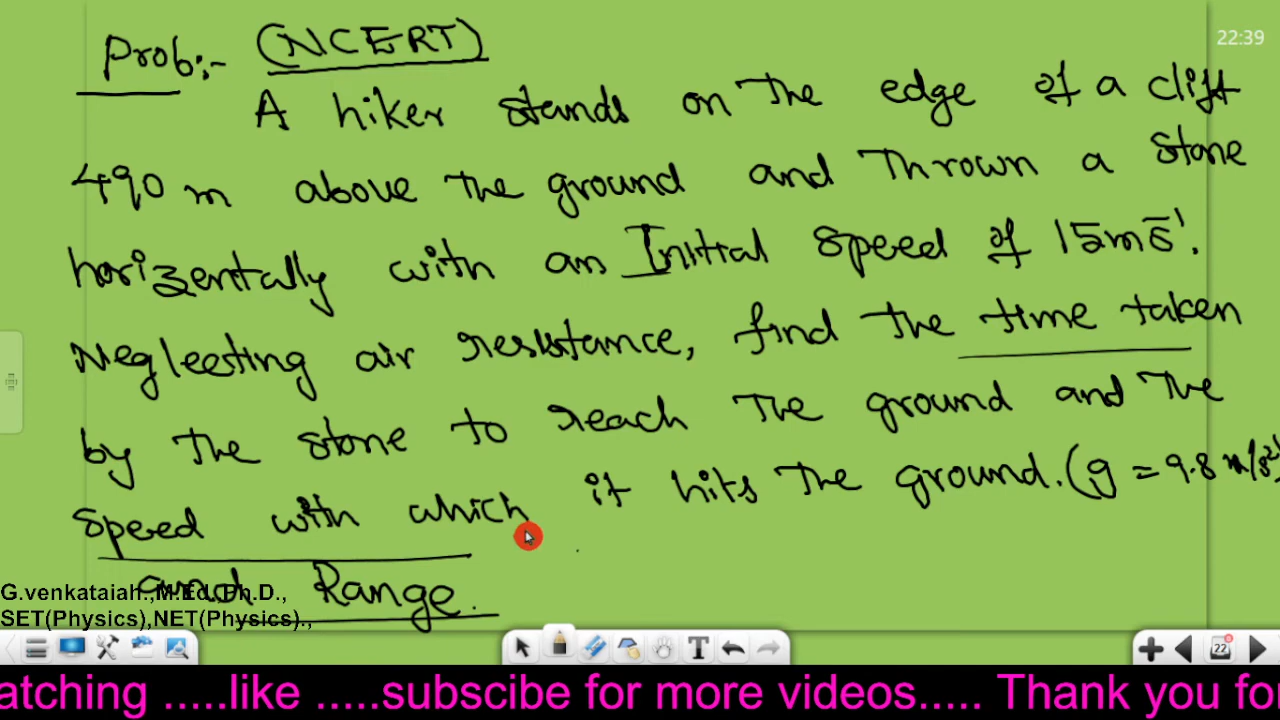 Prob:- (NCERT)
22:39
A hiker stands on the edge of a cliff
490 m above the ground and thrown a stone
horizontally with an Initial speed of 15ms⁻¹.
Neglecting air resistance, find the time taken
by the stone to reach the ground and the
speed with which it hits the ground. (g = 9.8 m/s²)
and Range.
G.venkataiah.,M.Ed,Ph.D.,
SET(Physics),NET(Physics).,
T
22
atching .....like .....subscibe for more videos..... Thank you fo